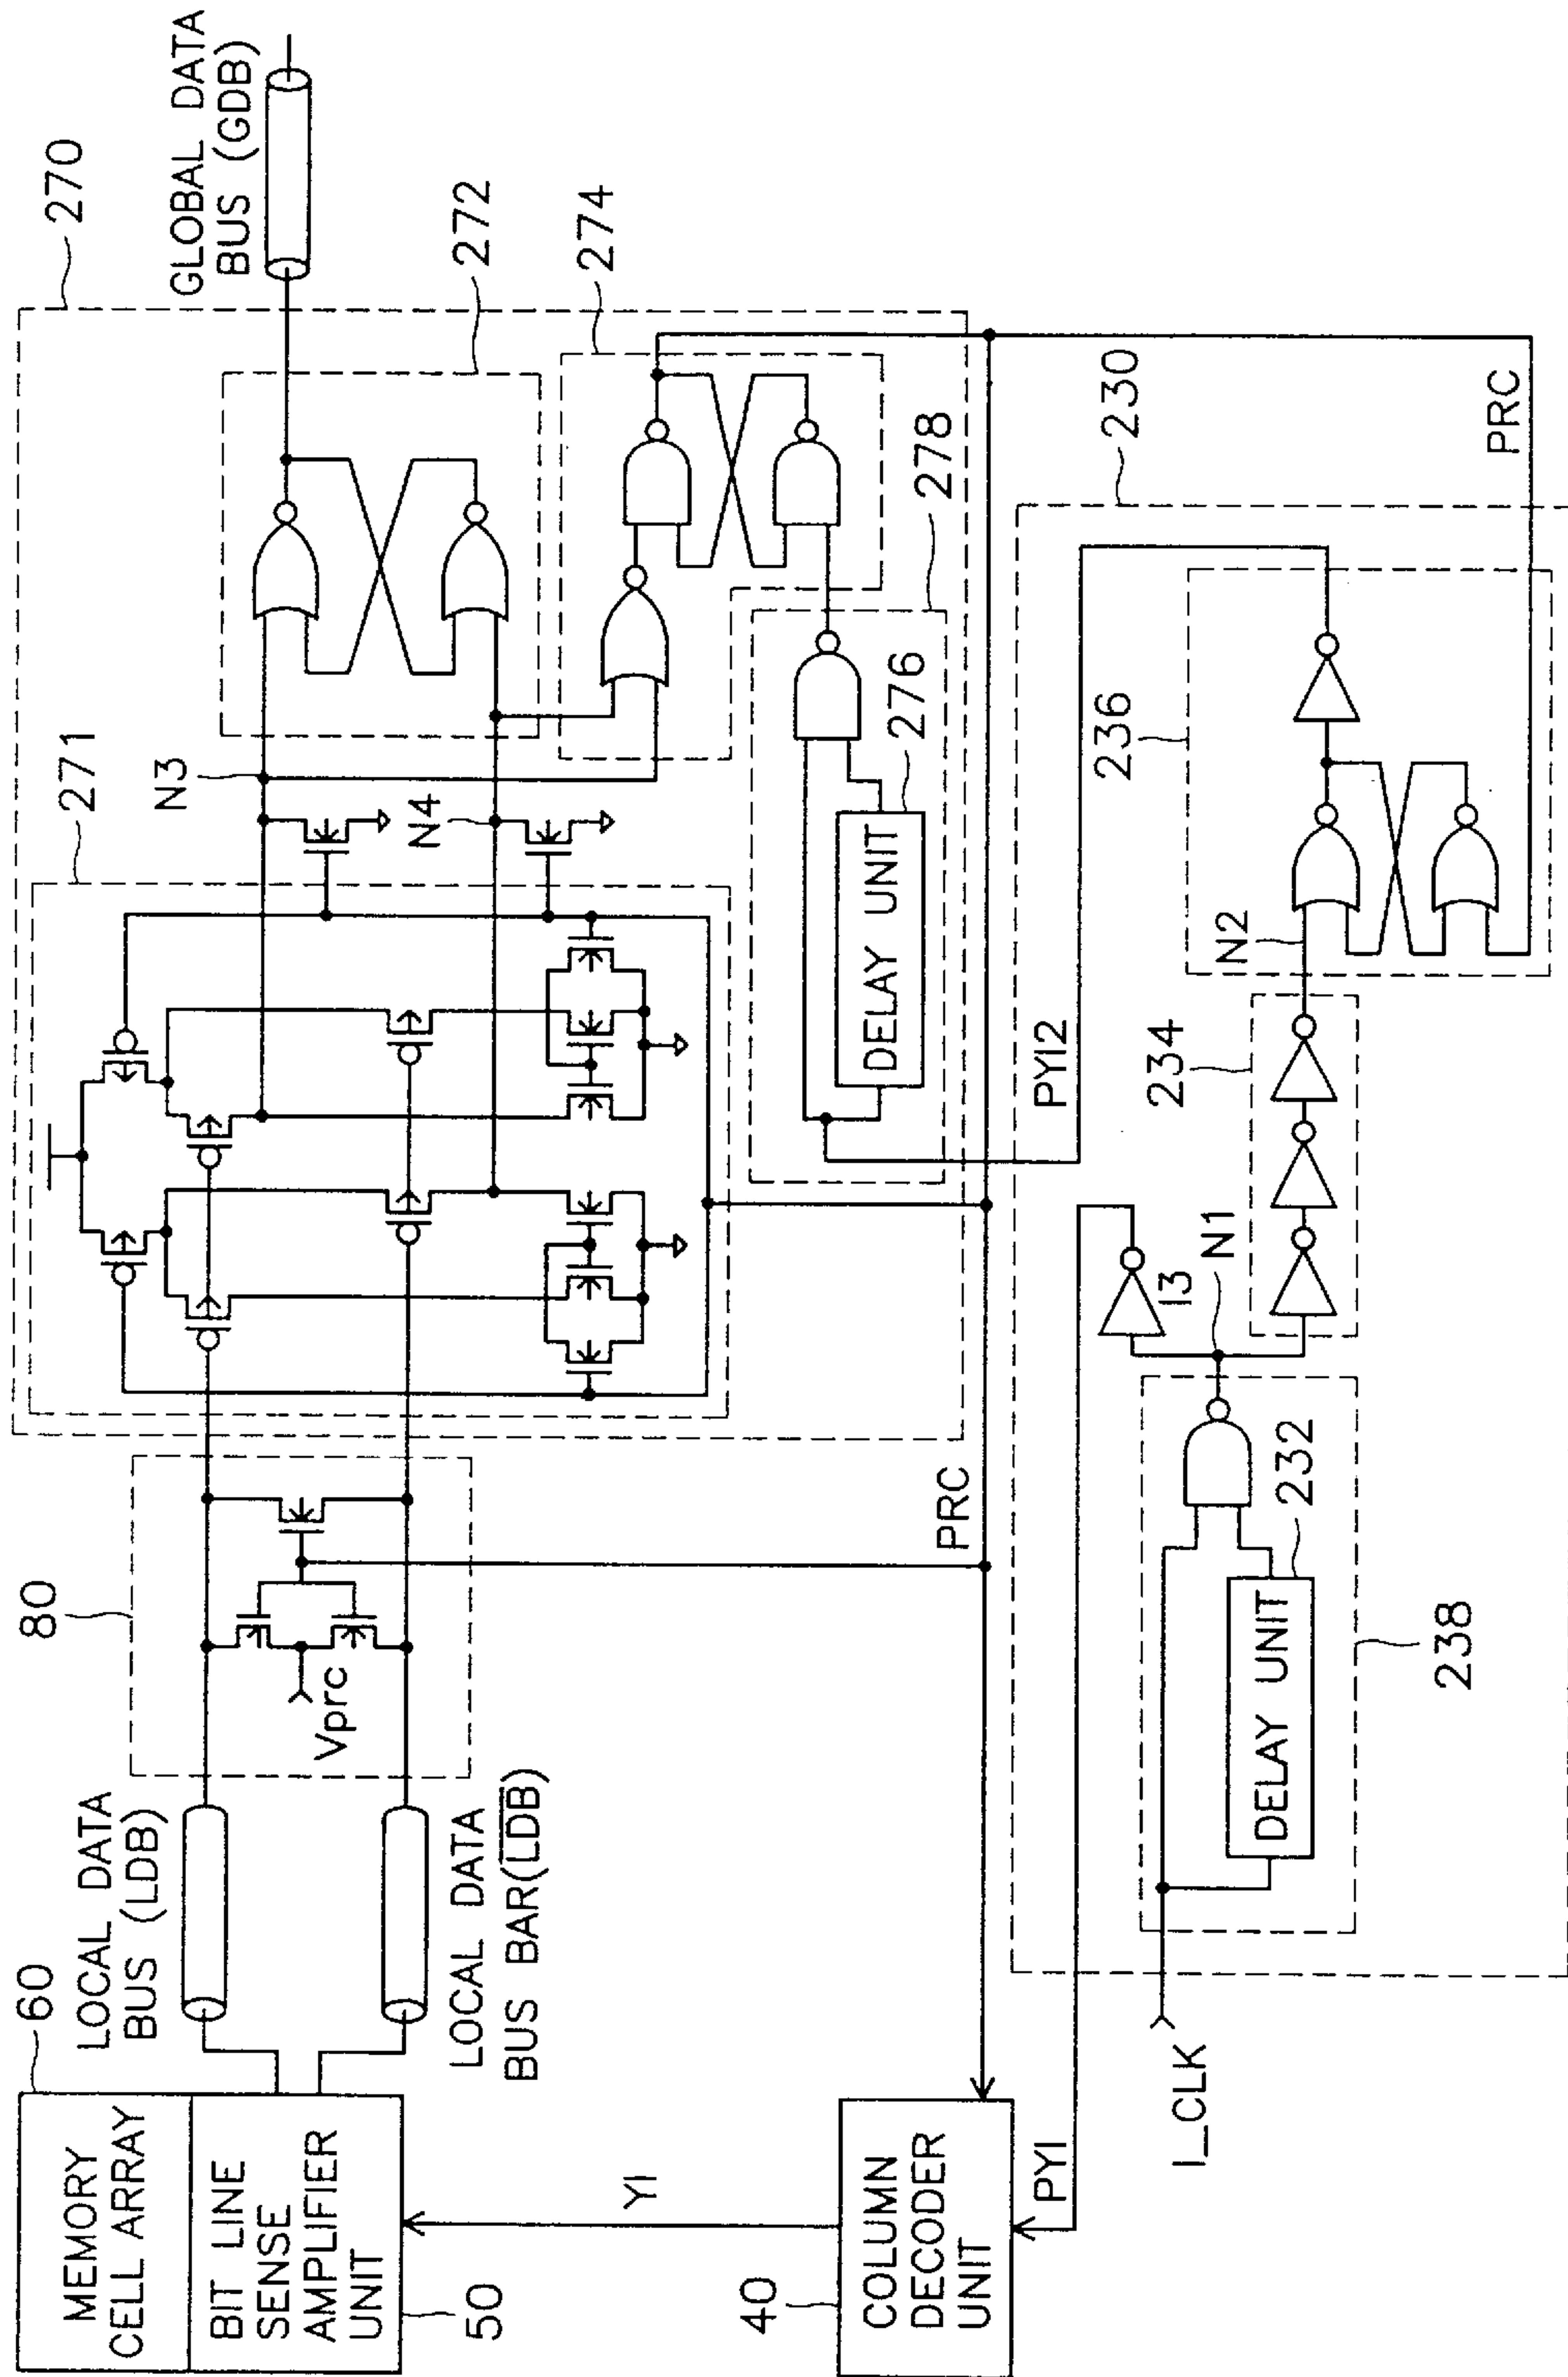 60
MEMORY
CELL ARRAY
BIT LINE
SENSE
AMPLIFIER
UNIT
50
LOCAL DATA
BUS (LDB)
LOCAL DATA
BUS BAR(L̅D̅B̅)
80
Vprc
270
271
N3
N4
272
274
278
276
DELAY UNIT
GLOBAL DATA
BUS (GDB)
YI
40
COLUMN
DECODER
UNIT
PRC
PYI
PYI2
230
PRC
I_CLK
DELAY UNIT
232
238
I3
N1
234
N2
236